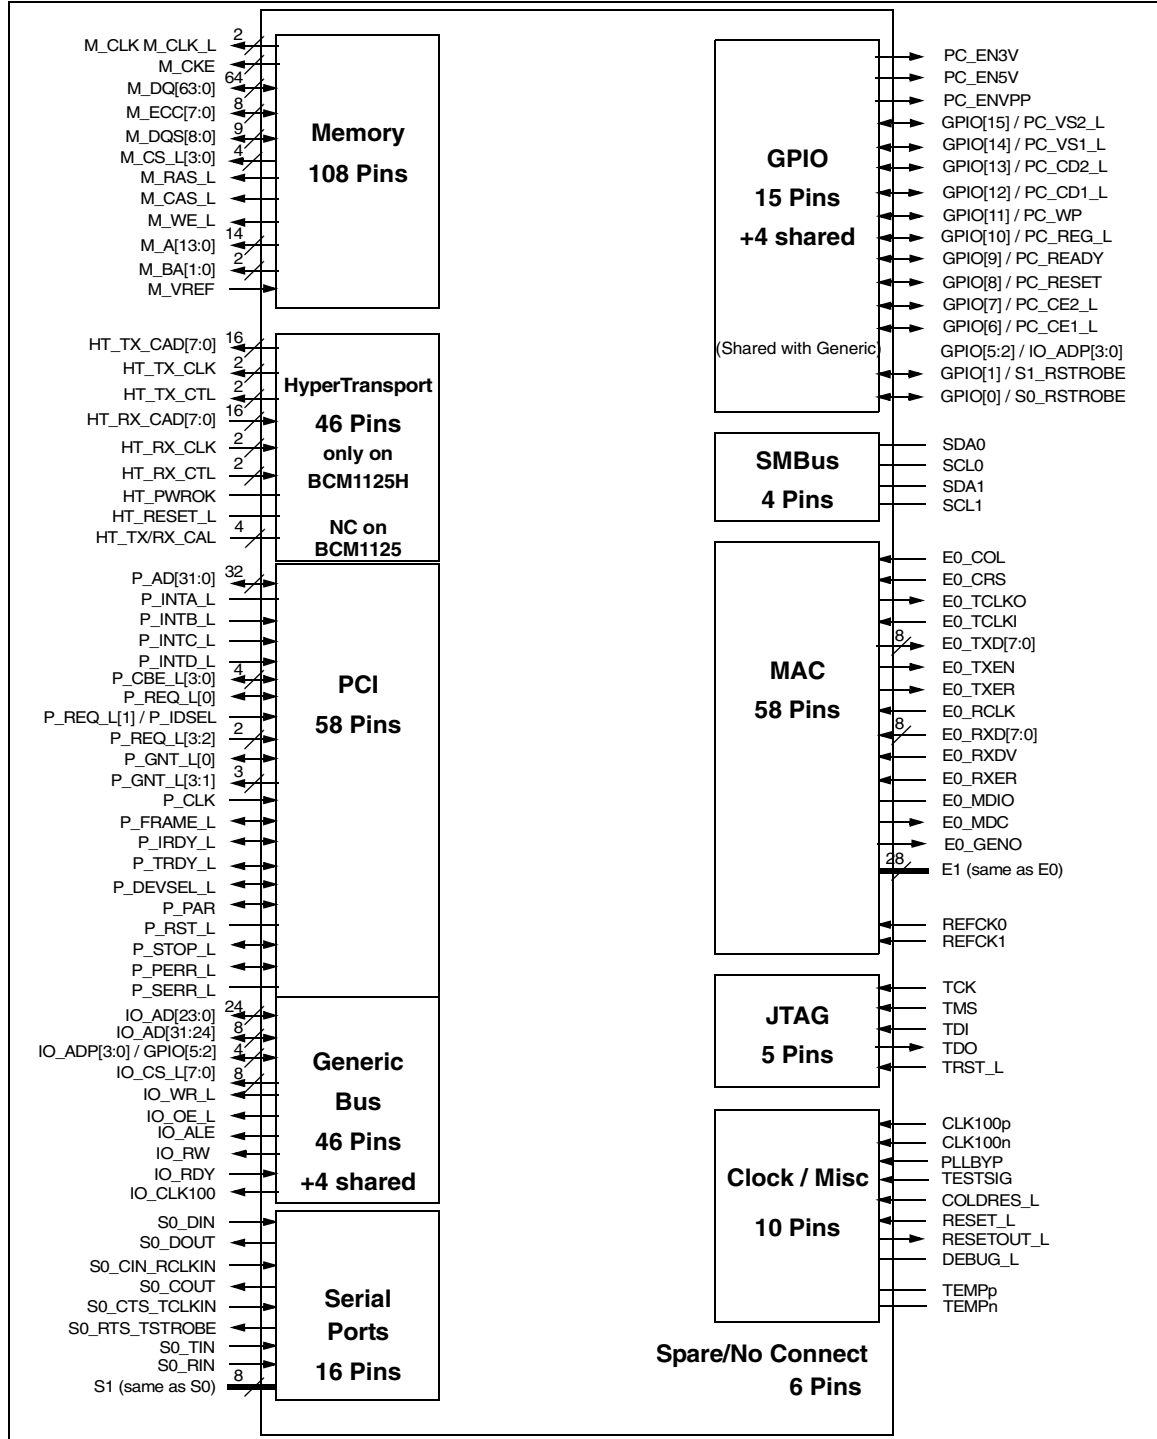 M_CLK M_CLK_L 2
M_CKE
M_DQ[63:0] 64
M_ECC[7:0] 8
M_DQS[8:0] 9
M_CS_L[3:0] 4
M_RAS_L
M_CAS_L
M_WE_L
M_A[13:0] 14
M_BA[1:0] 2
M_VREF
Memory
108 Pins
HT_TX_CAD[7:0] 16
HT_TX_CLK 2
HT_TX_CTL 2
HT_RX_CAD[7:0] 16
HT_RX_CLK 2
HT_RX_CTL 2
HT_PWROK
HT_RESET_L
HT_TX/RX_CAL 4
HyperTransport
46 Pins
only on
BCM1125H
NC on
BCM1125
P_AD[31:0] 32
P_INTA_L
P_INTB_L
P_INTC_L
P_INTD_L
P_CBE_L[3:0] 4
P_REQ_L[0]
P_REQ_L[1] / P_IDSEL
P_REQ_L[3:2] 2
P_GNT_L[0]
P_GNT_L[3:1] 3
P_CLK
P_FRAME_L
P_IRDY_L
P_TRDY_L
P_DEVSEL_L
P_PAR
P_RST_L
P_STOP_L
P_PERR_L
P_SERR_L
PCI
58 Pins
IO_AD[23:0] 24
IO_AD[31:24] 8
IO_ADP[3:0] / GPIO[5:2] 4
IO_CS_L[7:0] 8
IO_WR_L
IO_OE_L
IO_ALE
IO_RW
IO_RDY
IO_CLK100
Generic
Bus
46 Pins
+4 shared
S0_DIN
S0_DOUT
S0_CIN_RCLKIN
S0_COUT
S0_CTS_TCLKIN
S0_RTS_TSTROBE
S0_TIN
S0_RIN
S1 (same as S0) 8
Serial
Ports
16 Pins
GPIO
15 Pins
+4 shared
(Shared with Generic)
PC_EN3V
PC_EN5V
PC_ENVPP
GPIO[15] / PC_VS2_L
GPIO[14] / PC_VS1_L
GPIO[13] / PC_CD2_L
GPIO[12] / PC_CD1_L
GPIO[11] / PC_WP
GPIO[10] / PC_REG_L
GPIO[9] / PC_READY
GPIO[8] / PC_RESET
GPIO[7] / PC_CE2_L
GPIO[6] / PC_CE1_L
GPIO[5:2] / IO_ADP[3:0]
GPIO[1] / S1_RSTROBE
GPIO[0] / S0_RSTROBE
SMBus
4 Pins
SDA0
SCL0
SDA1
SCL1
MAC
58 Pins
E0_COL
E0_CRS
E0_TCLKO
E0_TCLKI
8 E0_TXD[7:0]
E0_TXEN
E0_TXER
E0_RCLK
8 E0_RXD[7:0]
E0_RXDV
E0_RXER
E0_MDIO
E0_MDC
E0_GENO
28 E1 (same as E0)
REFCK0
REFCK1
JTAG
5 Pins
TCK
TMS
TDI
TDO
TRST_L
Clock / Misc
10 Pins
CLK100p
CLK100n
PLLBYP
TESTSIG
COLDRES_L
RESET_L
RESETOUT_L
DEBUG_L
TEMPp
TEMPn
Spare/No Connect
6 Pins